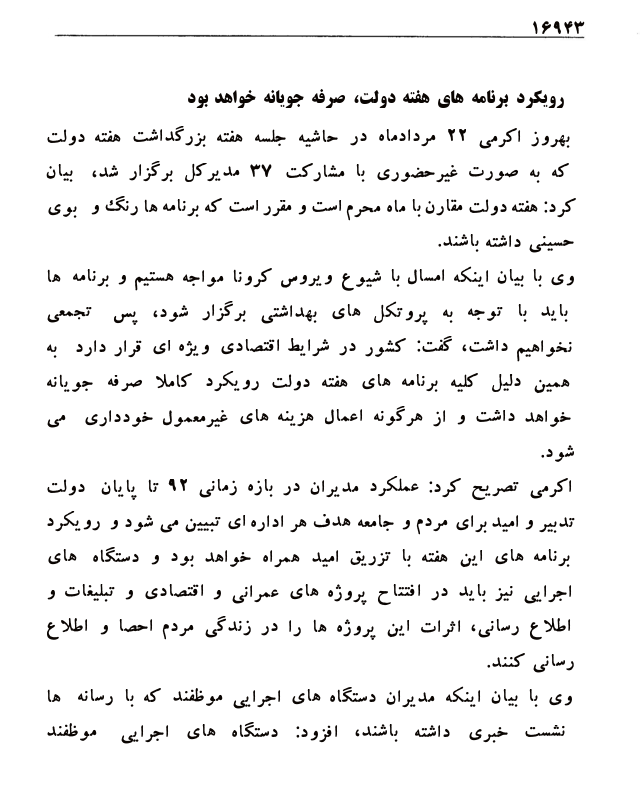 ۱۶۹۴۳
رویکرد برنامه های هفته دولت، صرفه جویانه خواهد بود
بهروز اکرمی ۲۲ مردادماه در حاشیه جلسه هفته بزرگداشت هفته دولت
که به صورت غیرحضوری با مشارکت ۳۷ مدیرکل برگزار شد، بیان
کرد: هفته دولت مقارن با ماه محرم است و مقرر است که برنامه ها رنگ و بوی
حسینی داشته باشند.
وی با بیان اینکه امسال با شیوع ویروس کرونا مواجه هستیم و برنامه ها
باید با توجه به پروتکل های بهداشتی برگزار شود، پس تجمعی
نخواهیم داشت، گفت: کشور در شرایط اقتصادی ویژه ای قرار دارد به
همین دلیل کلیه برنامه های هفته دولت رویکرد کاملا صرفه جویانه
خواهد داشت و از هرگونه اعمال هزینه های غیرمعمول خودداری می
شود.
اکرمی تصریح کرد: عملکرد مدیران در بازه زمانی ۹۲ تا پایان دولت
تدبیر و امید برای مردم و جامعه هدف هر اداره ای تبیین می شود و رویکرد
برنامه های این هفته با تزریق امید همراه خواهد بود و دستگاه های
اجرایی نیز باید در افتتاح پروژه های عمرانی و اقتصادی و تبلیغات و
اطلاع رسانی، اثرات این پروژه ها را در زندگی مردم احصا و اطلاع
رسانی کنند.
وی با بیان اینکه مدیران دستگاه های اجرایی موظفند که با رسانه ها
نشست خبری داشته باشند، افزود: دستگاه های اجرایی موظفند